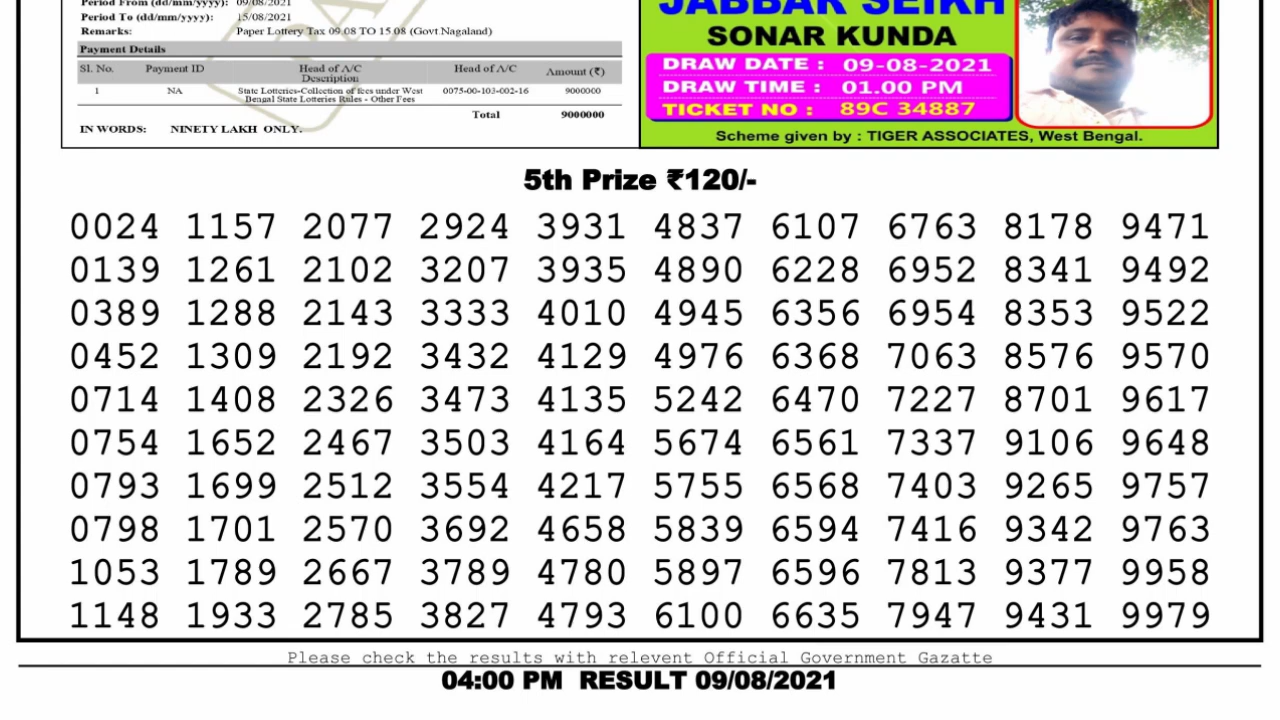 Period From (dd/mm/yyyy): 09/08/2021
Period To (dd/mm/yyyy): 15/08/2021
Remarks: Paper Lottery Tax 09.08 TO 15.08 (Govt Nagaland)
Payment Details
Sl. No. Payment ID Head of A/C Description Head of A/C Amount (₹)
1 NA State Lotteries-Collection of fees under West 0075-00-103-002-16 9000000
Bengal State Lotteries Rules - Other Fees
Total 9000000
IN WORDS: NINETY LAKH ONLY.
JABBAR SEIKH
SONAR KUNDA
DRAW DATE : 09-08-2021
DRAW TIME : 01.00 PM
TICKET NO : 89C 34887
Scheme given by : TIGER ASSOCIATES, West Bengal.
5th Prize ₹120/-
0024 1157 2077 2924 3931 4837 6107 6763 8178 9471
0139 1261 2102 3207 3935 4890 6228 6952 8341 9492
0389 1288 2143 3333 4010 4945 6356 6954 8353 9522
0452 1309 2192 3432 4129 4976 6368 7063 8576 9570
0714 1408 2326 3473 4135 5242 6470 7227 8701 9617
0754 1652 2467 3503 4164 5674 6561 7337 9106 9648
0793 1699 2512 3554 4217 5755 6568 7403 9265 9757
0798 1701 2570 3692 4658 5839 6594 7416 9342 9763
1053 1789 2667 3789 4780 5897 6596 7813 9377 9958
1148 1933 2785 3827 4793 6100 6635 7947 9431 9979
Please check the results with relevent Official Government Gazatte
04:00 PM RESULT 09/08/2021